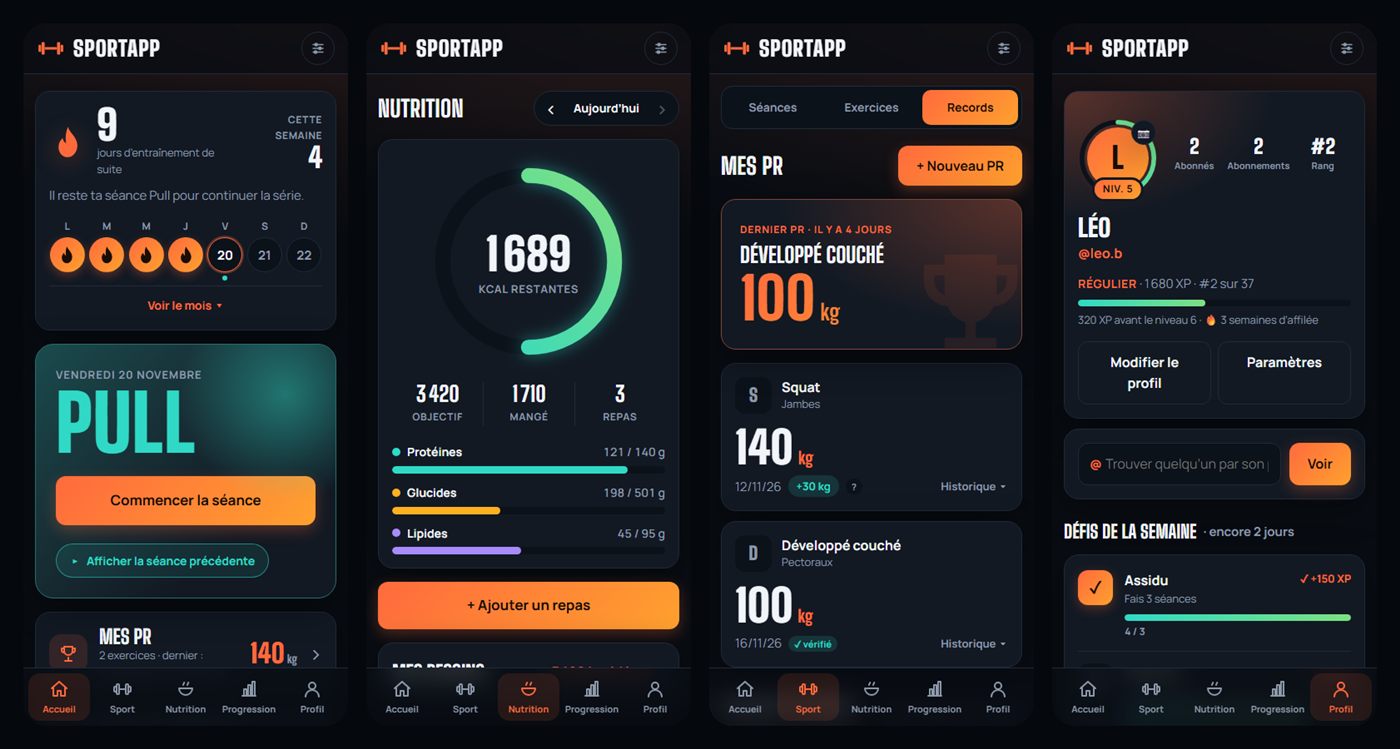 SPORTAPP
9
jours d'entraînement de
suite
CETTE
SEMAINE
4
Il reste ta séance Pull pour continuer la série.
L M M J V S D
20 21 22
Voir le mois
VENDREDI 20 NOVEMBRE
PULL
Commencer la séance
Afficher la séance précédente
MES PR
2 exercices · dernier :
140 kg
Accueil Sport Nutrition Progression Profil
SPORTAPP
NUTRITION
Aujourd'hui
1 689
KCAL RESTANTES
3 420 1 710 3
OBJECTIF MANGÉ REPAS
Protéines 121 / 140 g
Glucides 198 / 501 g
Lipides 45 / 95 g
+ Ajouter un repas
Accueil Sport Nutrition Progression Profil
SPORTAPP
Séances Exercices Records
MES PR
+ Nouveau PR
DERNIER PR · IL Y A 4 JOURS
DÉVELOPPÉ COUCHÉ
100 kg
S
Squat
Jambes
140 kg
12/11/26 +30 kg ? Historique
D
Développé couché
Pectoraux
100 kg
16/11/26 ✓ vérifié Historique
Accueil Sport Nutrition Progression Profil
SPORTAPP
L
NIV. 5
2 2 #2
Abonnés Abonnements Rang
LÉO
@leo.b
RÉGULIER · 1 680 XP · #2 sur 37
320 XP avant le niveau 6 · 🔥 3 semaines d'affilée
Modifier le
profil
Paramètres
@ Trouver quelqu'un par son
Voir
DÉFIS DE LA SEMAINE · encore 2 jours
✓
Assidu ✓ +150 XP
Fais 3 séances
4 / 3
Accueil Sport Nutrition Progression Profil